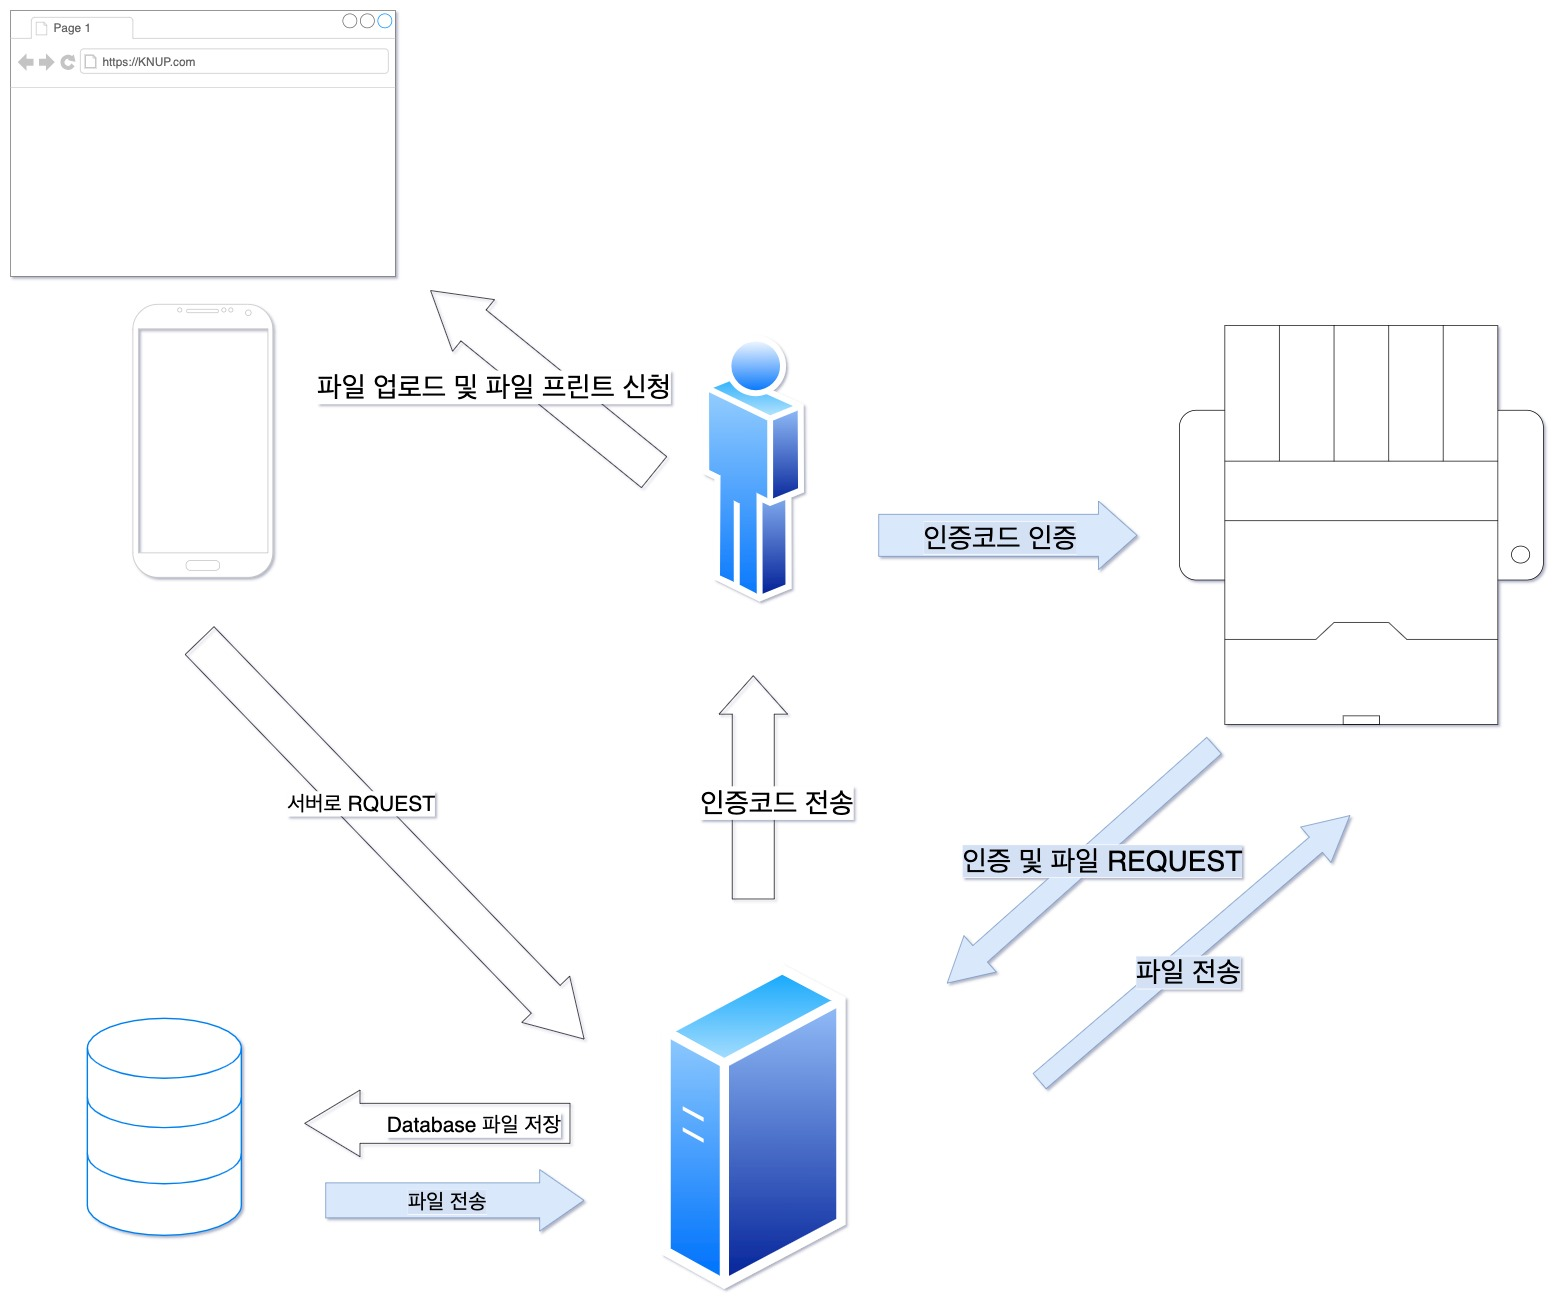 Page 1
https://KNUP.com
파일 업로드 및 파일 프린트 신청
인증코드 인증
서버로 RQUEST
인증코드 전송
인증 및 파일 REQUEST
파일 전송
Database 파일 저장
파일 전송